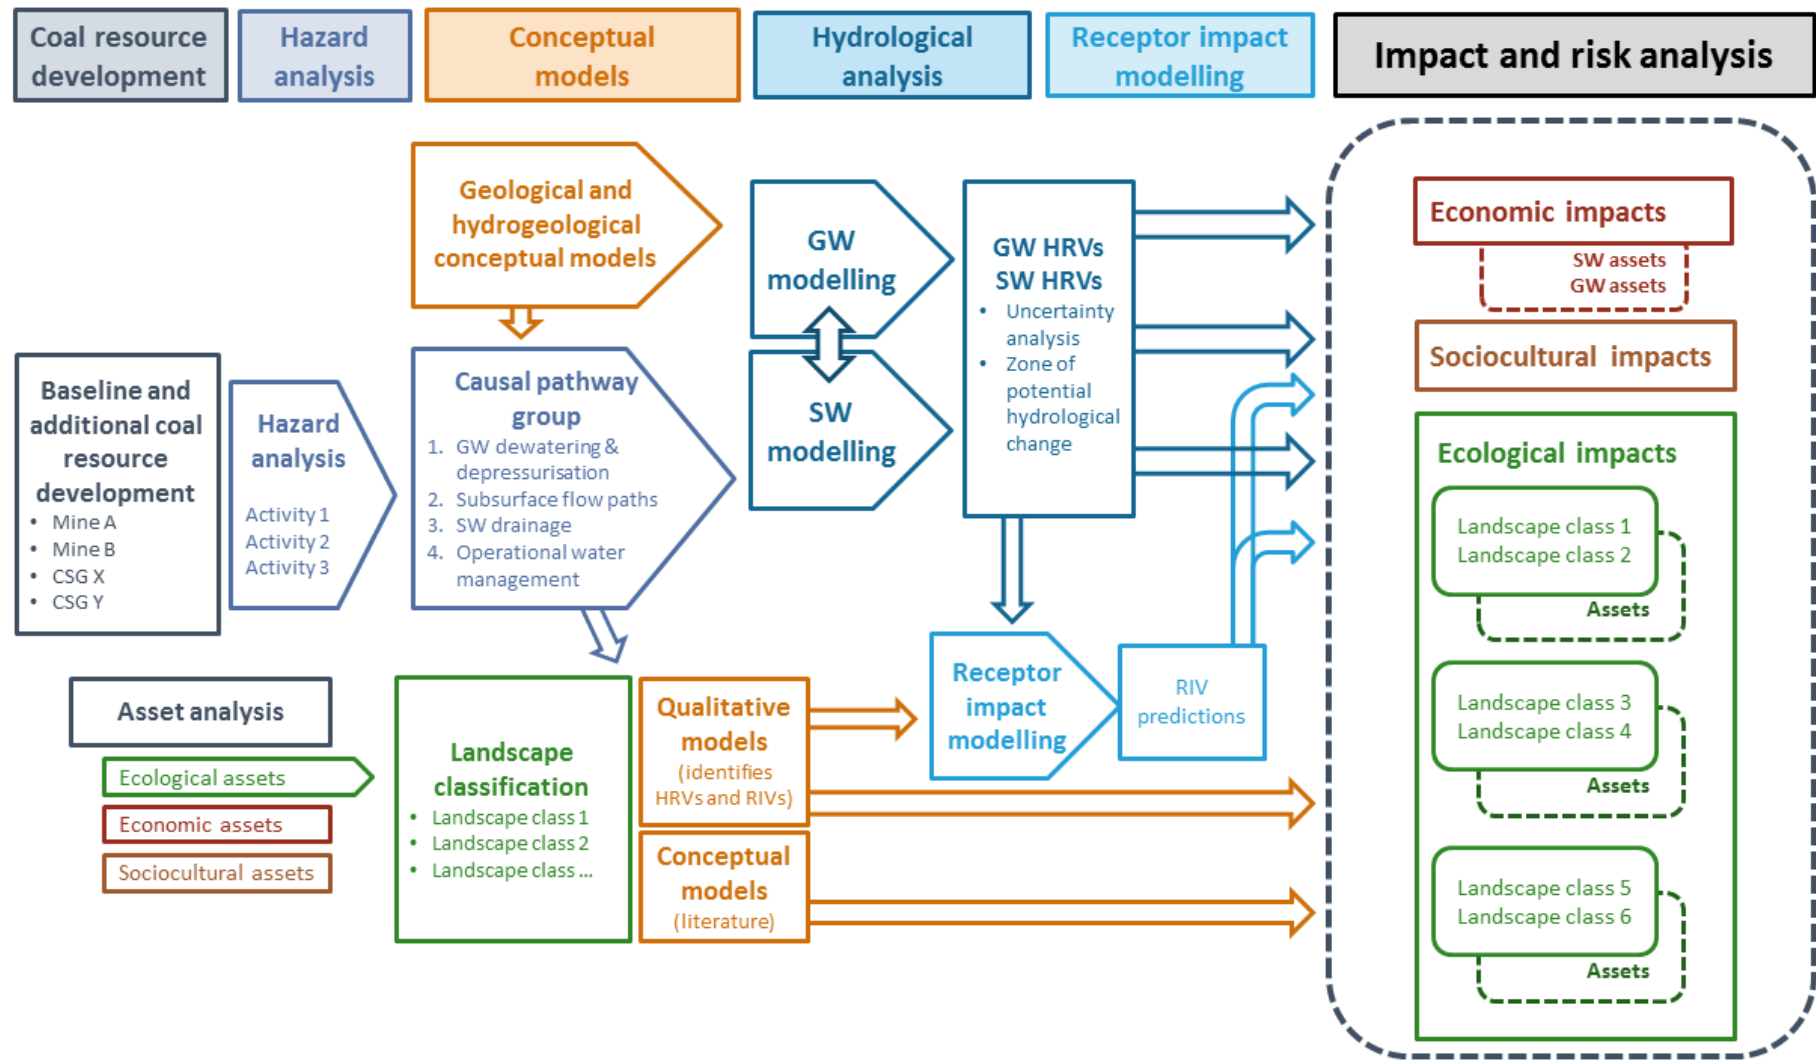 Coal resource
development
Hazard
analysis
Conceptual
models
Hydrological
analysis
Receptor impact
modelling
Impact and risk analysis
Geological and
hydrogeological
conceptual models
Baseline and
additional coal
resource
development
• Mine A
• Mine B
• CSG X
• CSG Y
Hazard
analysis
Activity 1
Activity 2
Activity 3
Causal pathway
group
1. GW dewatering &
depressurisation
2. Subsurface flow paths
3. SW drainage
4. Operational water
management
GW
modelling
SW
modelling
GW HRVs
SW HRVs
• Uncertainty
analysis
• Zone of
potential
hydrological
change
Asset analysis
Ecological assets
Economic assets
Sociocultural assets
Landscape
classification
• Landscape class 1
• Landscape class 2
• Landscape class ...
Qualitative
models
(identifies
HRVs and RIVs)
Conceptual
models
(literature)
Receptor
impact
modelling
RIV
predictions
Economic impacts
SW assets
GW assets
Sociocultural impacts
Ecological impacts
Landscape class 1
Landscape class 2
Assets
Landscape class 3
Landscape class 4
Assets
Landscape class 5
Landscape class 6
Assets